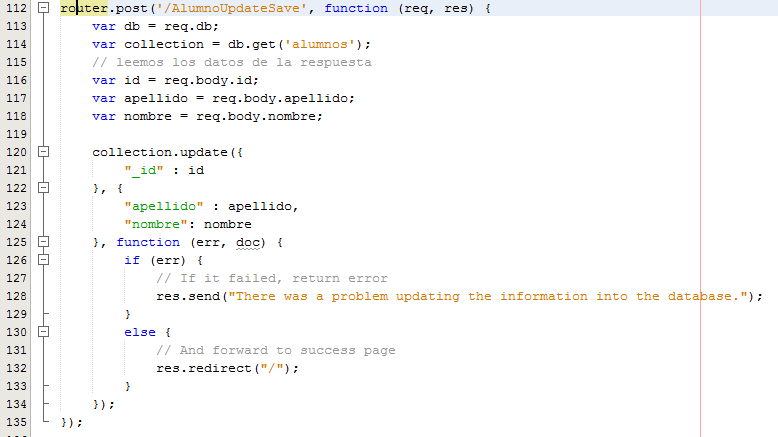 112 router.post('/AlumnoUpdateSave', function (req, res) {
113     var db = req.db;
114     var collection = db.get('alumnos');
115     // leemos los datos de la respuesta
116     var id = req.body.id;
117     var apellido = req.body.apellido;
118     var nombre = req.body.nombre;
119
120     collection.update({
121         "_id" : id
122     }, {
123         "apellido" : apellido,
124         "nombre": nombre
125     }, function (err, doc) {
126         if (err) {
127             // If it failed, return error
128             res.send("There was a problem updating the information into the database.");
129         }
130         else {
131             // And forward to success page
132             res.redirect("/");
133         }
134     });
135 });